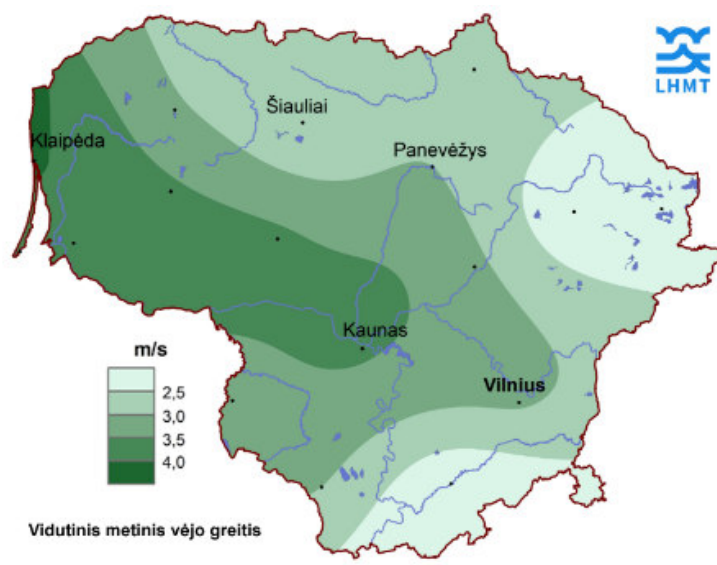 LHMT
Šiauliai
Klaipėda
Panevėžys
Kaunas
m/s
Vilnius
2,5
3,0
3,5
4,0
Vidutinis metinis vėjo greitis